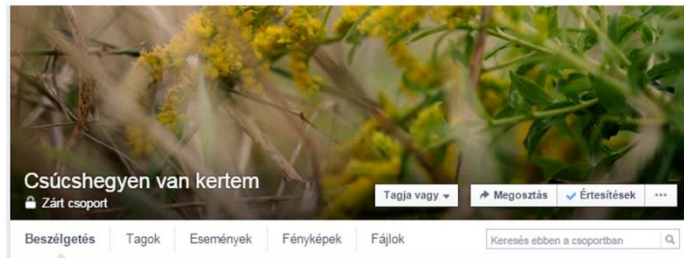 Csúcshegyen van kertem
Zárt csoport
Tagja vagy
Megosztás
Értesítések
Beszélgetés
Tagok
Események
Fényképek
Fájlok
Keresés ebben a csoportban